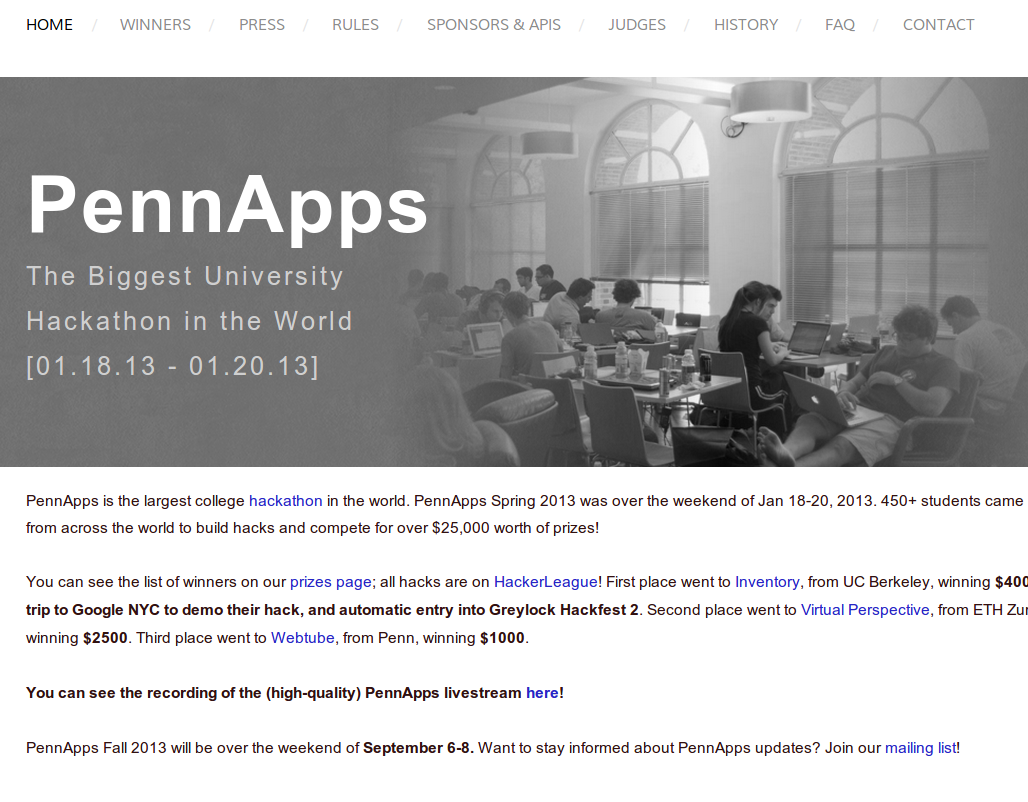 HOME / WINNERS / PRESS / RULES / SPONSORS & APIS / JUDGES / HISTORY / FAQ / CONTACT
PennApps
The Biggest University
Hackathon in the World
[01.18.13 - 01.20.13]
PennApps is the largest college hackathon in the world. PennApps Spring 2013 was over the weekend of Jan 18-20, 2013. 450+ students came
from across the world to build hacks and compete for over $25,000 worth of prizes!
You can see the list of winners on our prizes page; all hacks are on HackerLeague! First place went to Inventory, from UC Berkeley, winning
trip to Google NYC to demo their hack, and automatic entry into Greylock Hackfest 2. Second place went to Virtual Perspective, from ETH
winning $2500. Third place went to Webtube, from Penn, winning $1000.
You can see the recording of the (high-quality) PennApps livestream here!
PennApps Fall 2013 will be over the weekend of September 6-8. Want to stay informed about PennApps updates? Join our mailing list!